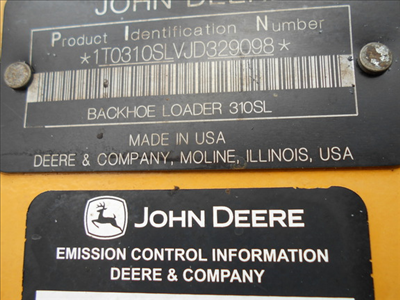 JOHN DEERE
Product Identification Number
*1T0310SLVJD329098*
BACKHOE LOADER 310SL
MADE IN USA
DEERE & COMPANY, MOLINE, ILLINOIS, USA
JOHN DEERE
EMISSION CONTROL INFORMATION
DEERE & COMPANY